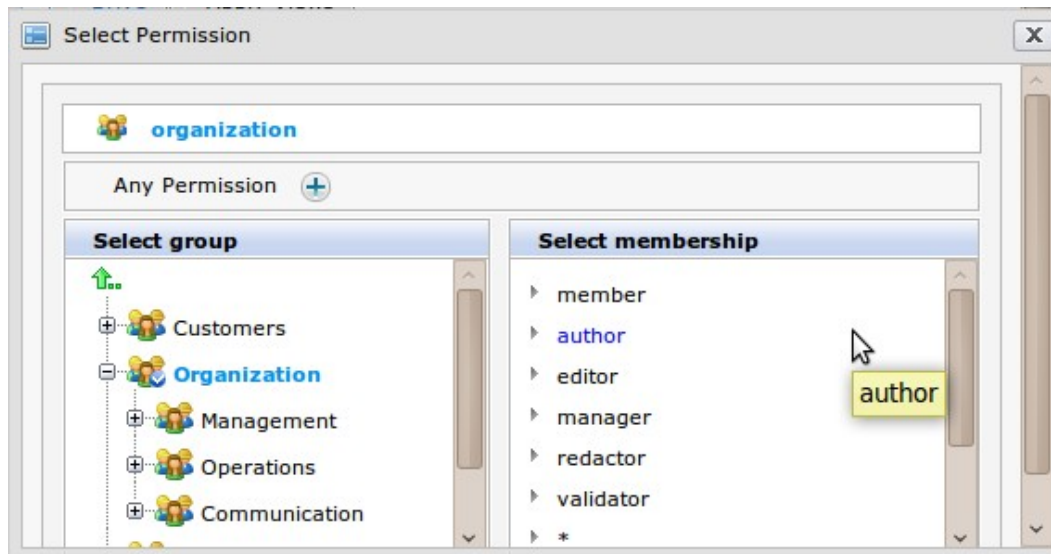 Select Permission
X
organization
Any Permission
Select group
..
Customers
Organization
Management
Operations
Communication
Select membership
member
author
editor
manager
redactor
validator
*
author